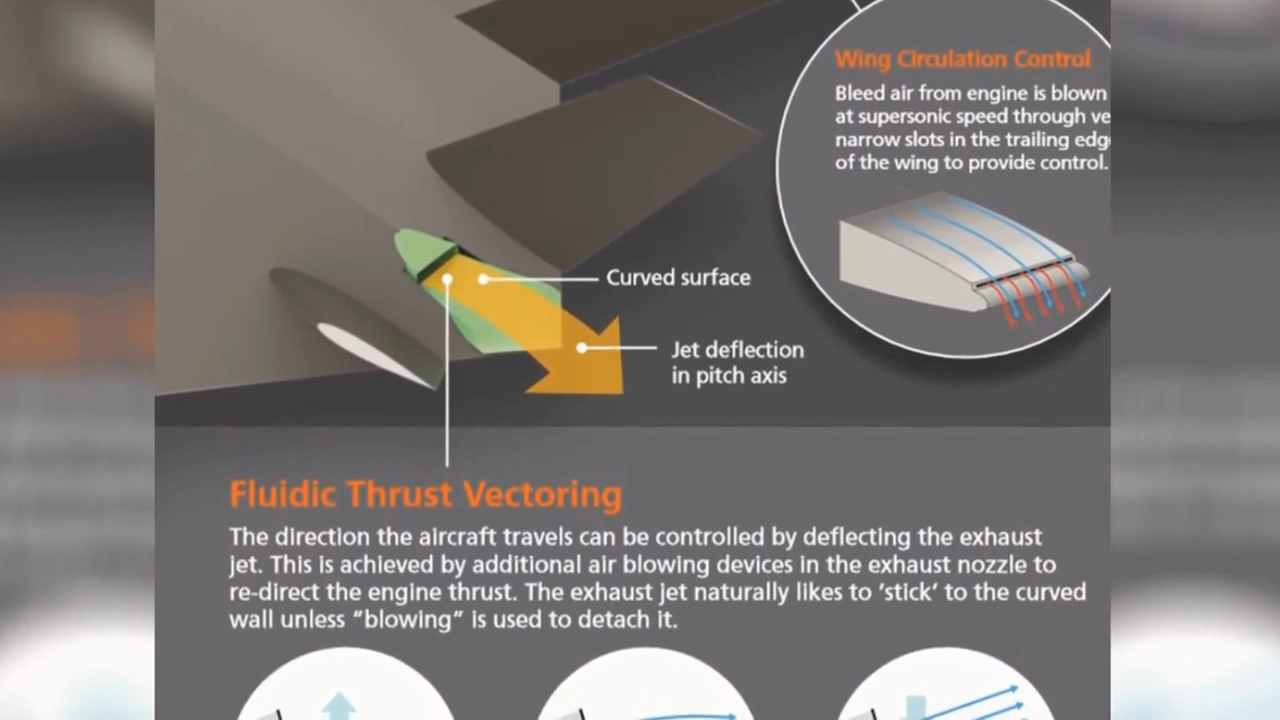 Wing Circulation Control
Bleed air from engine is blown
at supersonic speed through
narrow slots in the trailing
of the wing to provide control.
Curved surface
Jet deflection
in pitch axis
Fluidic Thrust Vectoring
The direction the aircraft travels can be controlled by deflecting the exhaust
jet. This is achieved by additional air blowing devices in the exhaust nozzle to
re-direct the engine thrust. The exhaust jet naturally likes to ‘stick’ to the curved
wall unless “blowing” is used to detach it.